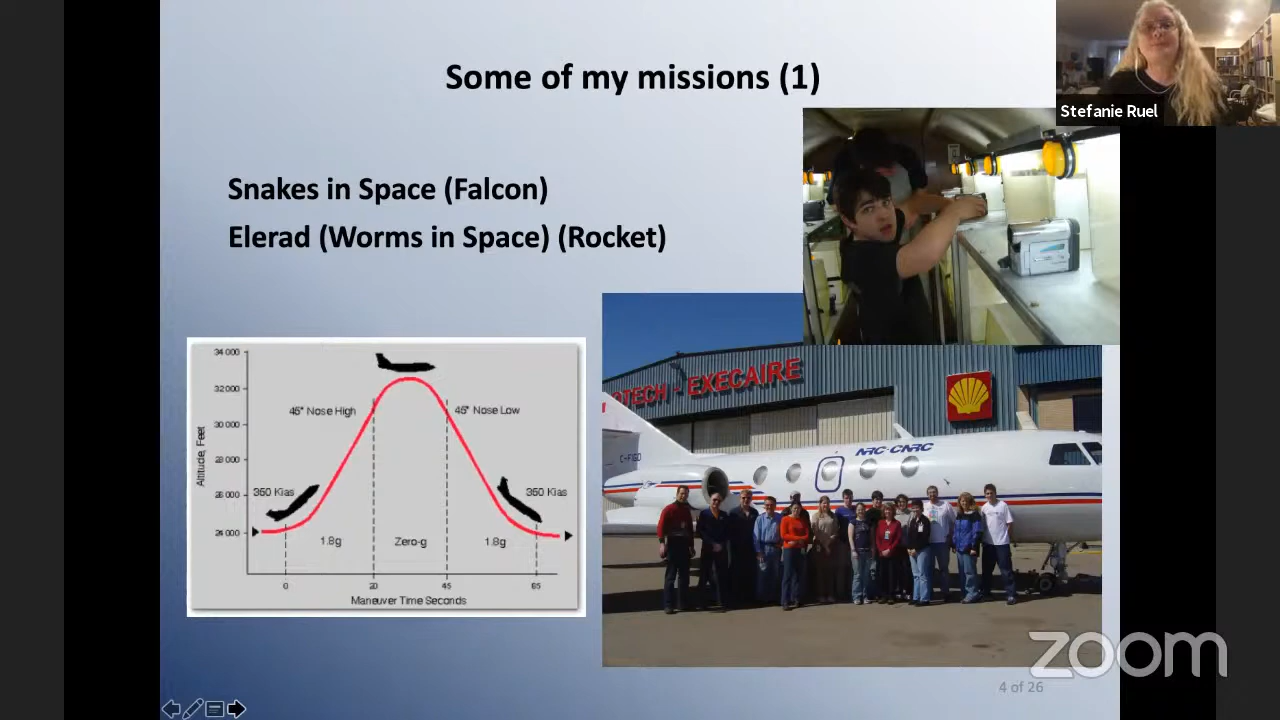 Some of my missions (1)
Stefanie Ruel
Snakes in Space (Falcon)
Elerad (Worms in Space) (Rocket)
34 000
32 000
30 000
28 000
26 000
24 000
Altitude, Feet
45° Nose High
45° Nose Low
350 Kias
350 Kias
1.8g
Zero-g
1.8g
0
20
45
65
Maneuver Time Seconds
OTECH - EXECAIRE
NRC·CNRC
zoom
4 of 26